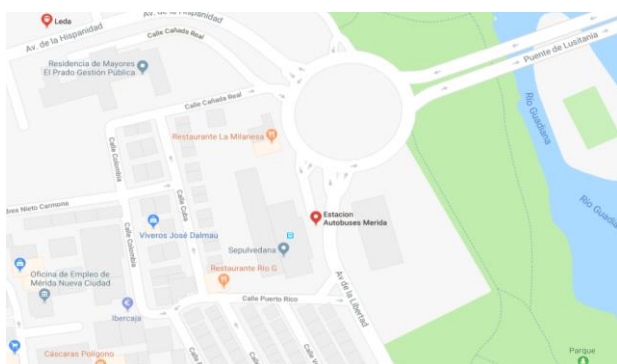 Leda
Av. de la Hispanidad
Av. de la Hispanidad
Calle Cañada Real
Residencia de Mayores
El Prado Gestión Pública
Puente de Lusitania
Calle Cañada Real
Río Guadiana
Restaurante La Milanesa
Calle Colombia
Calle Cuba
Nieto Carmona
Estacion
Autobuses Merida
Viveros José Dalmau
Calle Colombia
Sepulvedana
Río
Restaurante Rio G
Oficina de Empleo de
Mérida Nueva Ciudad
Av. de la Libertad
Calle Puerto Rico
Ibercaja
Cáscaras Polígono
Parque